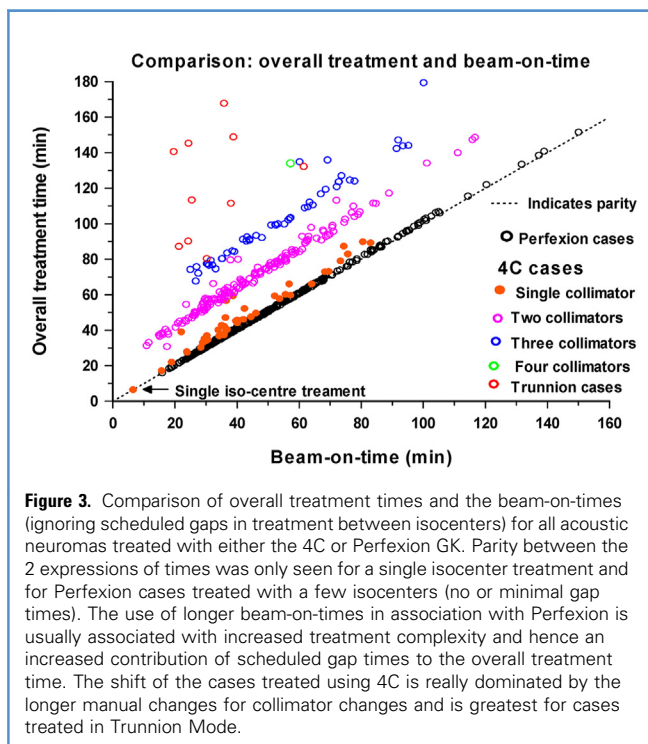 Comparison: overall treatment and beam-on-time
Overall treatment time (min)
180
160
140
120
100
80
60
40
20
0
Indicates parity
Perfexion cases
4C cases
Single collimator
Two collimators
Three collimators
Four collimators
Trunnion cases
Single iso-centre treament
0 20 40 60 80 100 120 140 160
Beam-on-time (min)
Figure 3. Comparison of overall treatment times and the beam-on-times
(ignoring scheduled gaps in treatment between isocenters) for all acoustic
neuromas treated with either the 4C or Perfexion GK. Parity between the
2 expressions of times was only seen for a single isocenter treatment and
for Perfexion cases treated with a few isocenters (no or minimal gap
times). The use of longer beam-on-times in association with Perfexion is
usually associated with increased treatment complexity and hence an
increased contribution of scheduled gap times to the overall treatment
time. The shift of the cases treated using 4C is really dominated by the
longer manual changes for collimator changes and is greatest for cases
treated in Trunnion Mode.